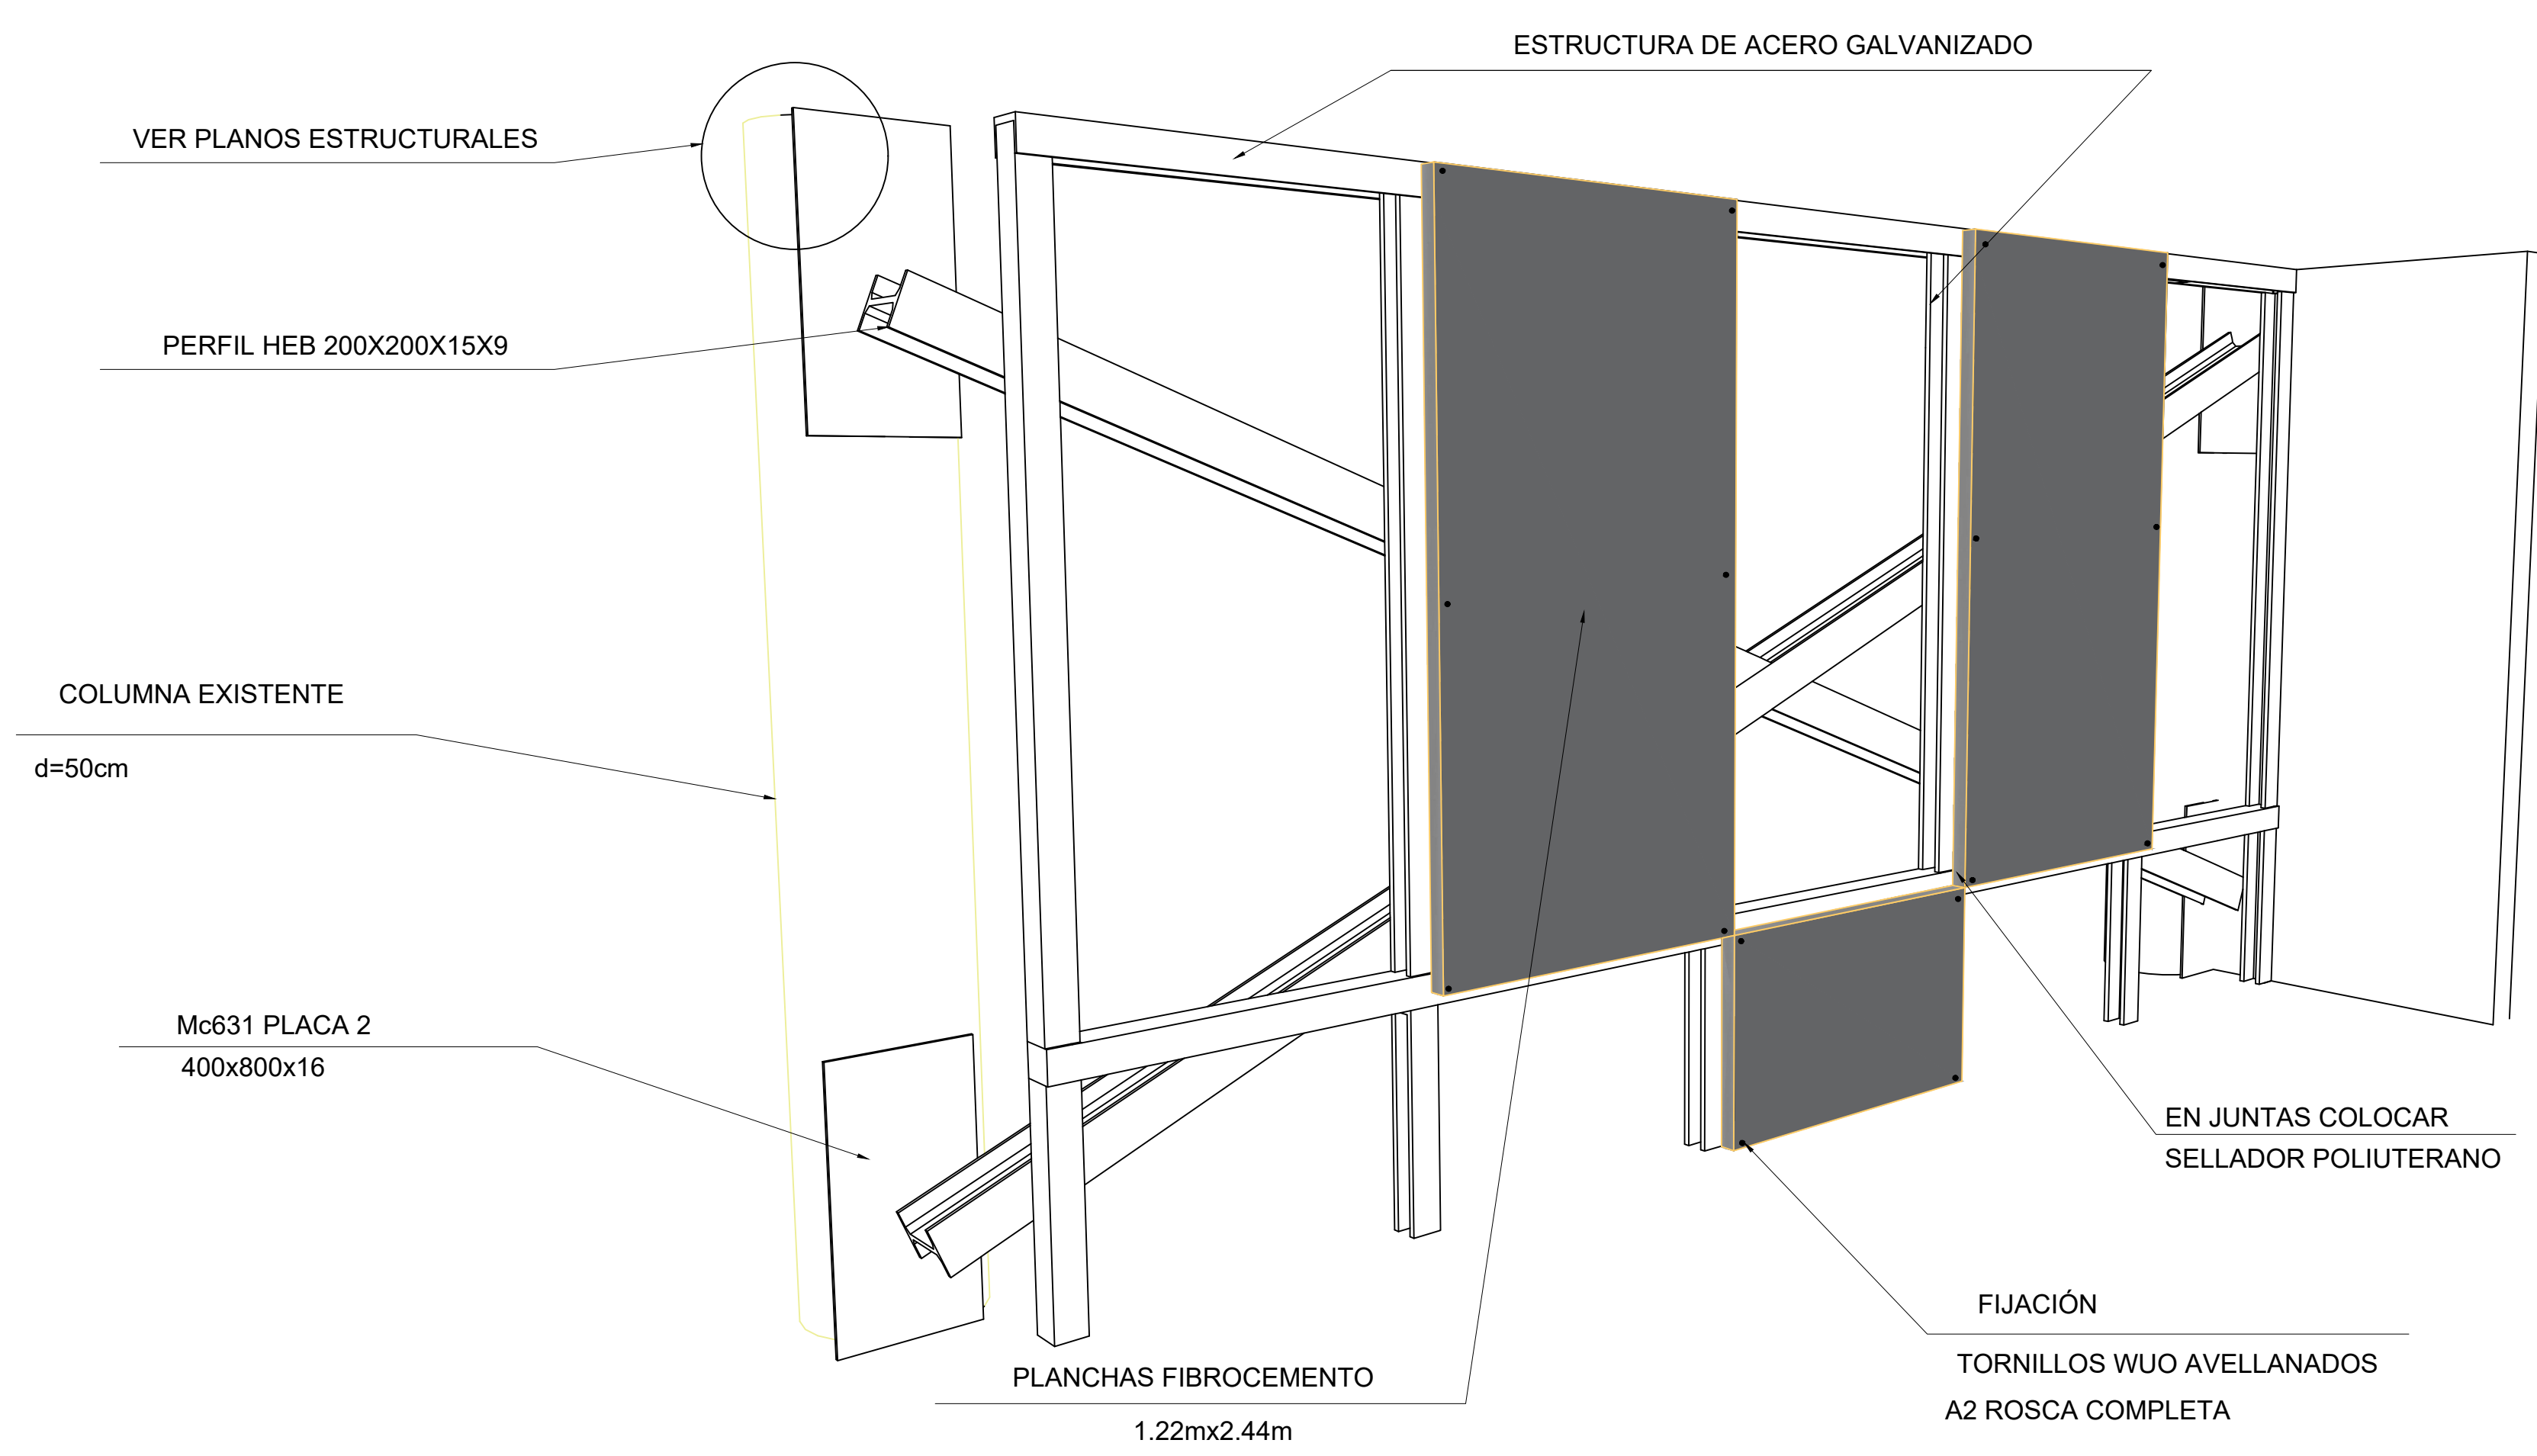 ESTRUCTURA DE ACERO GALVANIZADO
VER PLANOS ESTRUCTURALES
PERFIL HEB 200X200X15X9
COLUMNA EXISTENTE
d=50cm
Mc631 PLACA 2
400x800x16
EN JUNTAS COLOCAR
SELLADOR POLIUTERANO
FIJACIÓN
TORNILLOS WUO AVELLANADOS
A2 ROSCA COMPLETA
PLANCHAS FIBROCEMENTO
1.22mx2.44m